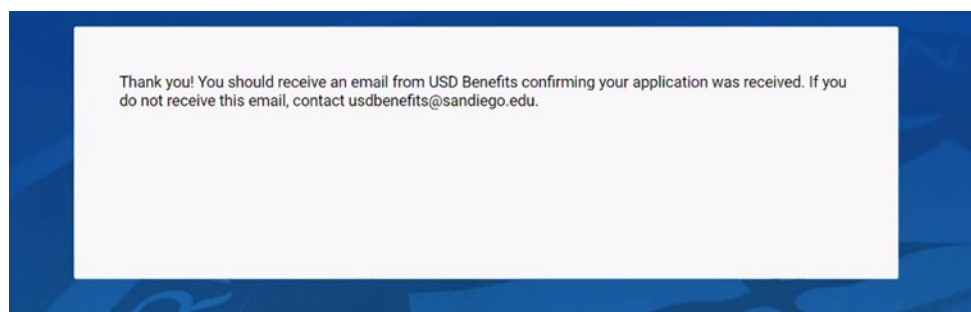 Thank you! You should receive an email from USD Benefits confirming your application was received. If you
do not receive this email, contact usdbenefits@sandiego.edu.